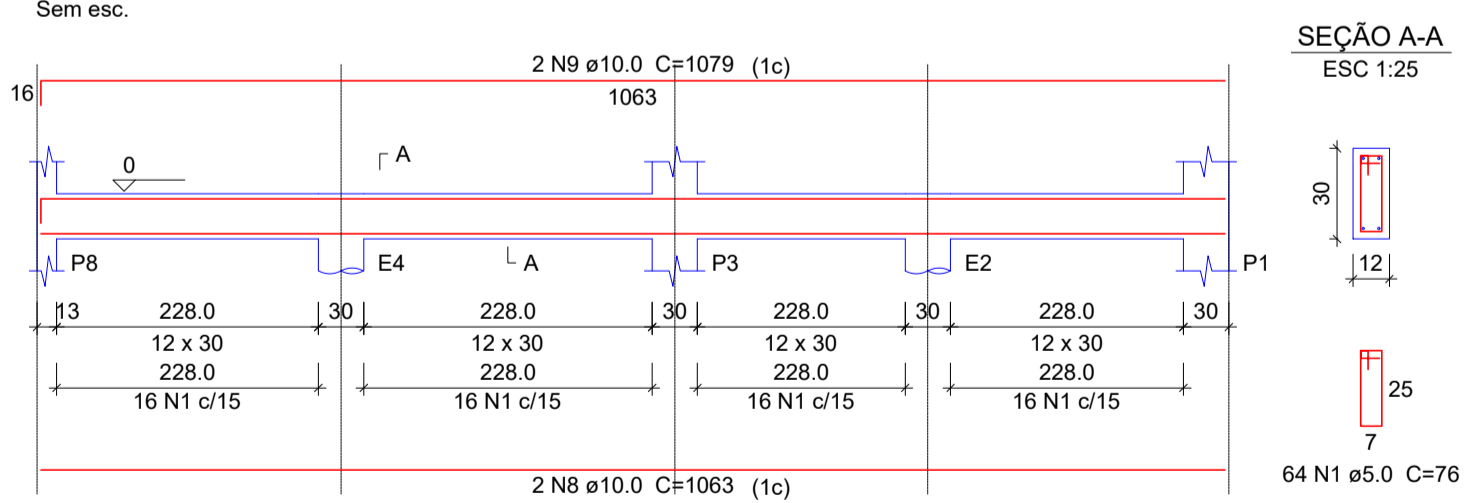 Sem esc.
SEÇÃO A-A
ESC 1:25
2 N9 ø10.0 C=1079 (1c)
16
1063
A
0
30
12
P8
E4
A
P3
E2
P1
13 228.0 30 228.0 30 228.0 30 228.0 30
12 x 30 12 x 30 12 x 30 12 x 30
228.0 228.0 228.0 228.0
16 N1 c/15 16 N1 c/15 16 N1 c/15 16 N1 c/15
25
7
64 N1 ø5.0 C=76
2 N8 ø10.0 C=1063 (1c)